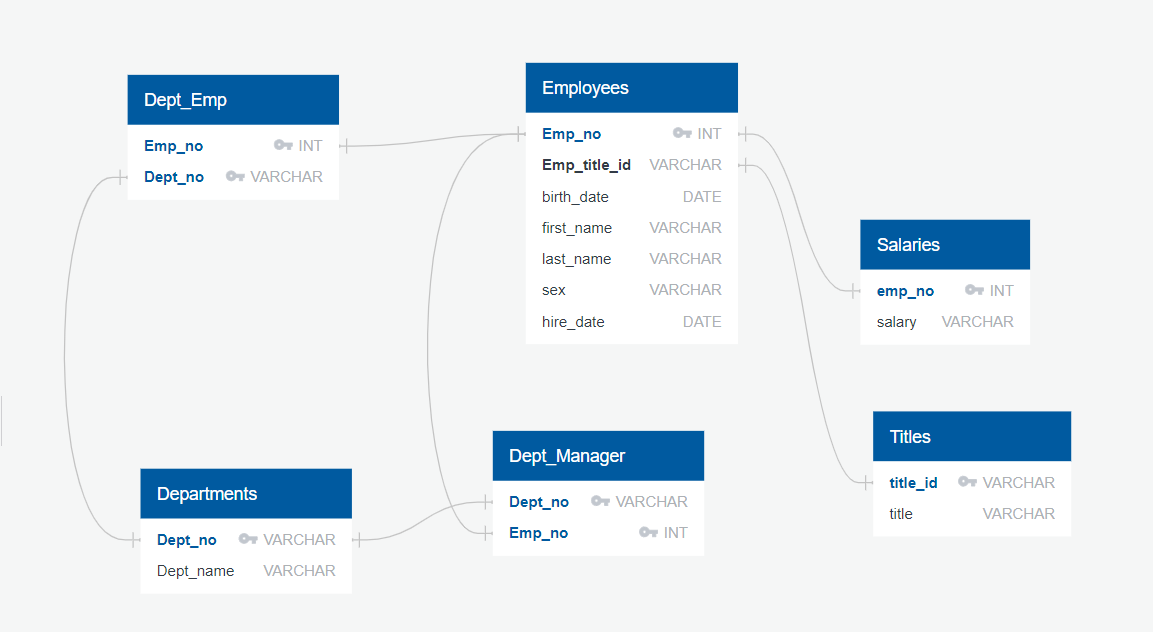 Dept_Emp
Emp_no INT
Dept_no VARCHAR
Employees
Emp_no INT
Emp_title_id VARCHAR
birth_date DATE
first_name VARCHAR
last_name VARCHAR
sex VARCHAR
hire_date DATE
Salaries
emp_no INT
salary VARCHAR
Titles
title_id VARCHAR
title VARCHAR
Dept_Manager
Dept_no VARCHAR
Emp_no INT
Departments
Dept_no VARCHAR
Dept_name VARCHAR